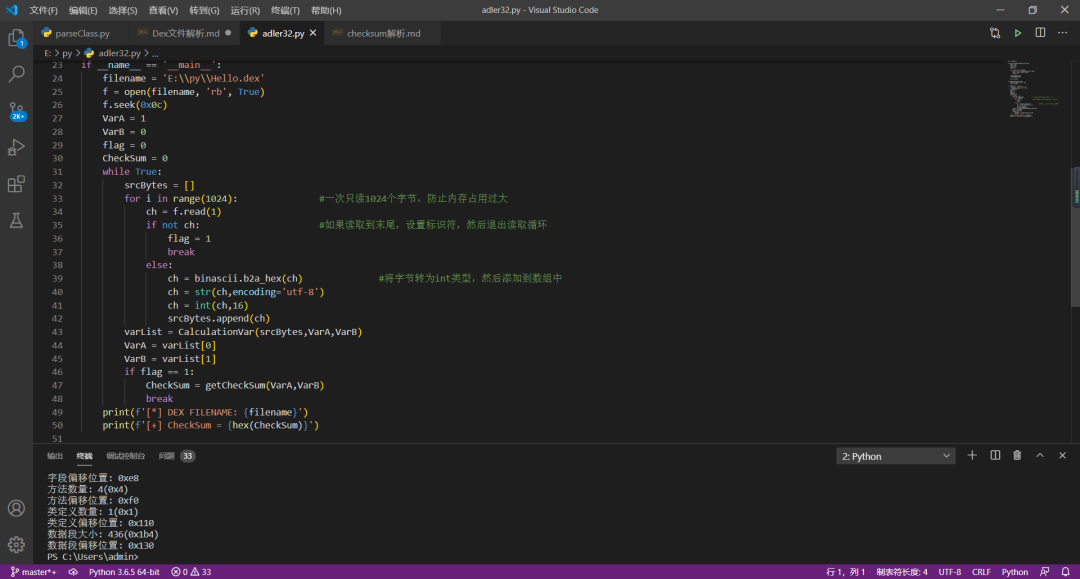 文件(F) 编辑(E) 选择(S) 查看(V) 转到(G) 运行(R) 终端(T) 帮助(H) adler32.py - Visual Studio Code
parseClass.py Dex文件解析.md adler32.py checksum解析.md
E: > py > adler32.py > ...
23 if __name__ == '__main__':
24 filename = 'E:\\py\\Hello.dex'
25 f = open(filename, 'rb', True)
26 f.seek(0x0c)
27 VarA = 1
28 VarB = 0
29 flag = 0
30 CheckSum = 0
31 while True:
32 srcBytes = []
33 for i in range(1024): #一次只读1024个字节，防止内存占用过大
34 ch = f.read(1)
35 if not ch: #如果读取到末尾，设置标识符，然后退出读取循环
36 flag = 1
37 break
38 else:
39 ch = binascii.b2a_hex(ch) #将字节转为int类型，然后添加到数组中
40 ch = str(ch,encoding='utf-8')
41 ch = int(ch,16)
42 srcBytes.append(ch)
43 varList = CalculationVar(srcBytes,VarA,VarB)
44 VarA = varList[0]
45 VarB = varList[1]
46 if flag == 1:
47 CheckSum = getCheckSum(VarA,VarB)
48 break
49 print(f'[*] DEX FILENAME: {filename}')
50 print(f'[+] CheckSum = {hex(CheckSum)}')
51
输出 终端 调试控制台 问题 33 2: Python
字段偏移位置: 0xe8
方法数量: 4(0x4)
方法偏移位置: 0xf0
类定义数量: 1(0x1)
类定义偏移位置: 0x110
数据段大小: 436(0x1b4)
数据段偏移位置: 0x130
PS C:\Users\admin>
master*+ Python 3.6.5 64-bit 0 33 行 1，列 1 制表符长度: 4 UTF-8 CRLF Python
1
2K+